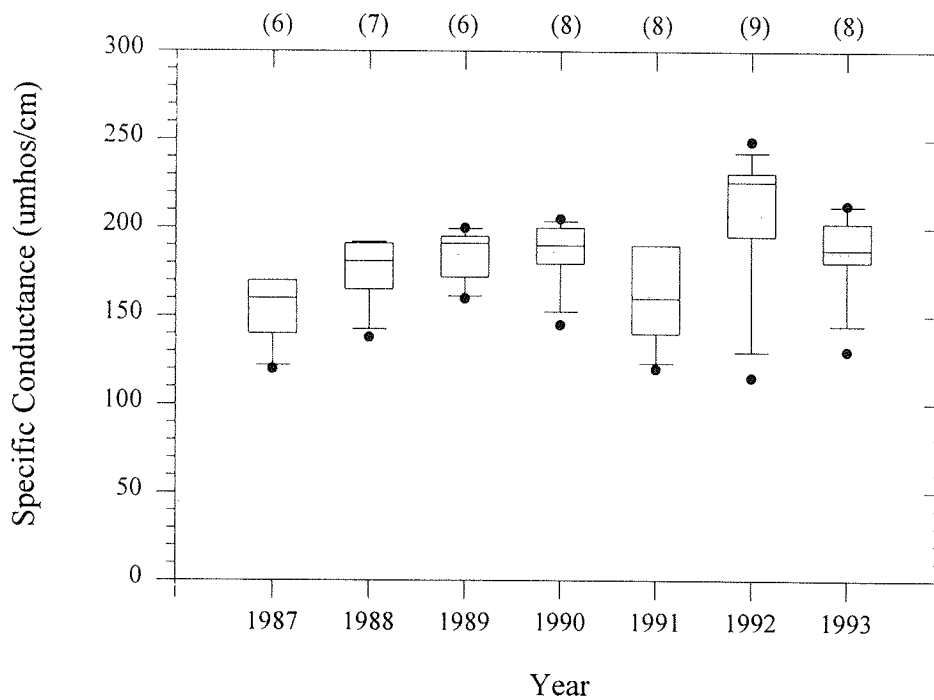 (6) (7) (6) (8) (8) (9) (8)
300
250
200
150
100
50
0
Specific Conductance (umhos/cm)
1987 1988 1989 1990 1991 1992 1993
Year